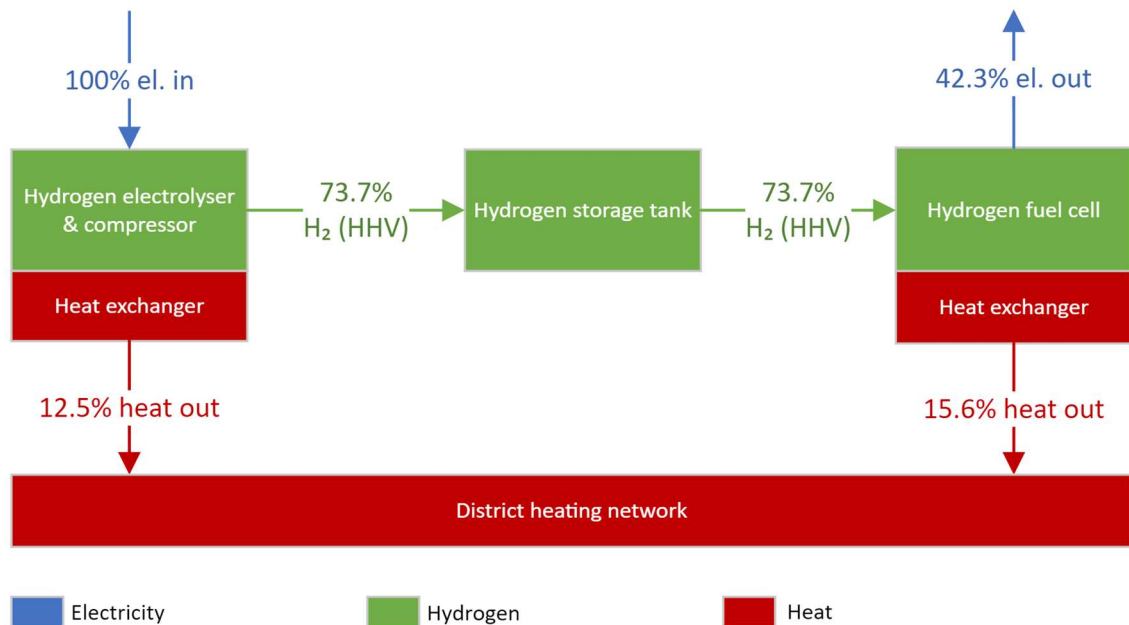 100% el. in
42.3% el. out
Hydrogen electrolyser
& compressor
73.7%
H₂ (HHV)
Hydrogen storage tank
73.7%
H₂ (HHV)
Hydrogen fuel cell
Heat exchanger
Heat exchanger
12.5% heat out
15.6% heat out
District heating network
Electricity
Hydrogen
Heat